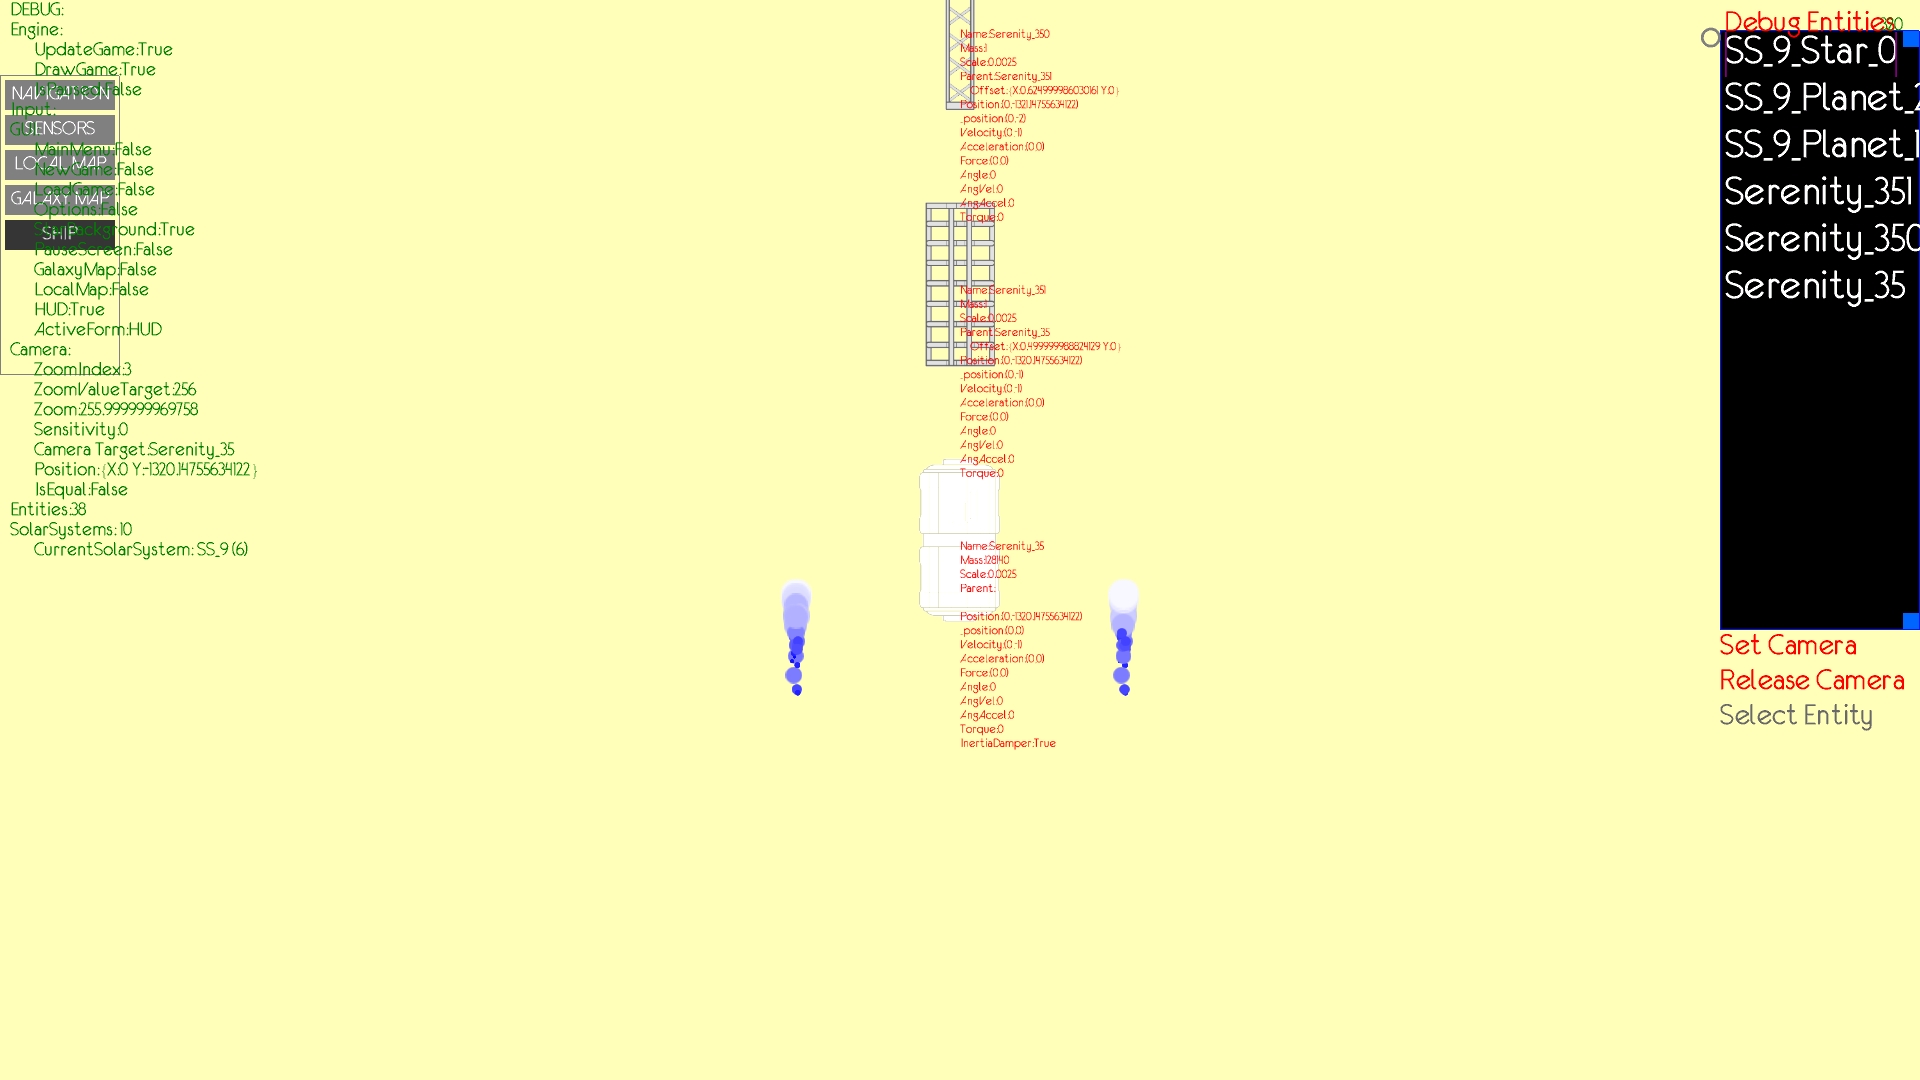 DEBUG:
Engine:
UpdateGame:True
DrawGame:True
IsPaused:False
Input:
GUI:
MainMenu:False
NewGame:False
LoadGame:False
Options:False
StarBackground:True
PauseScreen:False
GalaxyMap:False
LocalMap:False
HUD:True
ActiveForm:HUD
Camera:
ZoomIndex:3
ZoomValueTarget:256
Zoom:255.999999969758
Sensitivity:0
Camera Target:Serenity_35
Position:{X:0 Y:-1320.14755634122}
IsEqual:False
Entities:38
SolarSystems: 10
CurrentSolarSystem: SS_9 (6)
NAVIGATION
SENSORS
LOCAL MAP
GALAXY MAP
SHIP
Name:Serenity_350
Mass:1
Scale:0.0025
Parent:Serenity_351
Offset:{X:0.62499998603016 Y:0}
Position:(0,-1321.14755634122)
_position:(0,-2)
Velocity:(0,-1)
Acceleration:(0,0)
Force:(0,0)
Angle:0
AngVel:0
AngAccel:0
Torque:0
Name:Serenity_351
Mass:1
Scale:0.0025
Parent:Serenity_35
Offset:{X:0.499999988824129 Y:0}
Position:(0,-1320.14755634122)
_position:(0,-1)
Velocity:(0,-1)
Acceleration:(0,0)
Force:(0,0)
Angle:0
AngVel:0
AngAccel:0
Torque:0
Name:Serenity_35
Mass:128140
Scale:0.0025
Parent:
Position:(0,-1320.14755634122)
_position:(0,0)
Velocity:(0,-1)
Acceleration:(0,0)
Force:(0,0)
Angle:0
AngVel:0
AngAccel:0
Torque:0
InertiaDamper:True
Debug Entities
SS_9_Star_0
SS_9_Planet_2
SS_9_Planet_1
Serenity_351
Serenity_350
Serenity_35
Set Camera
Release Camera
Select Entity